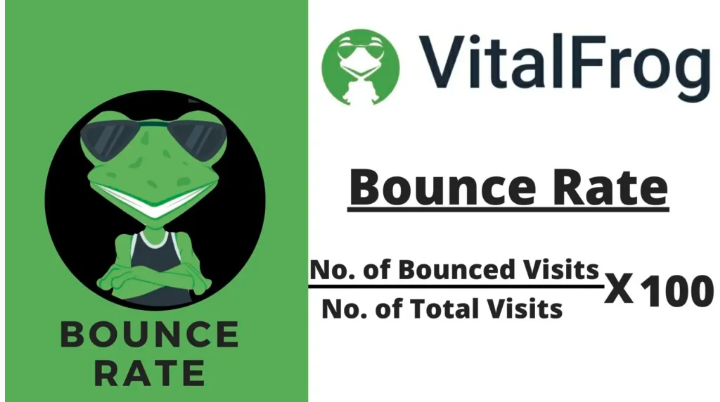 BOUNCE
RATE
VitalFrog
Bounce Rate
No. of Bounced Visits
No. of Total Visits
X 100